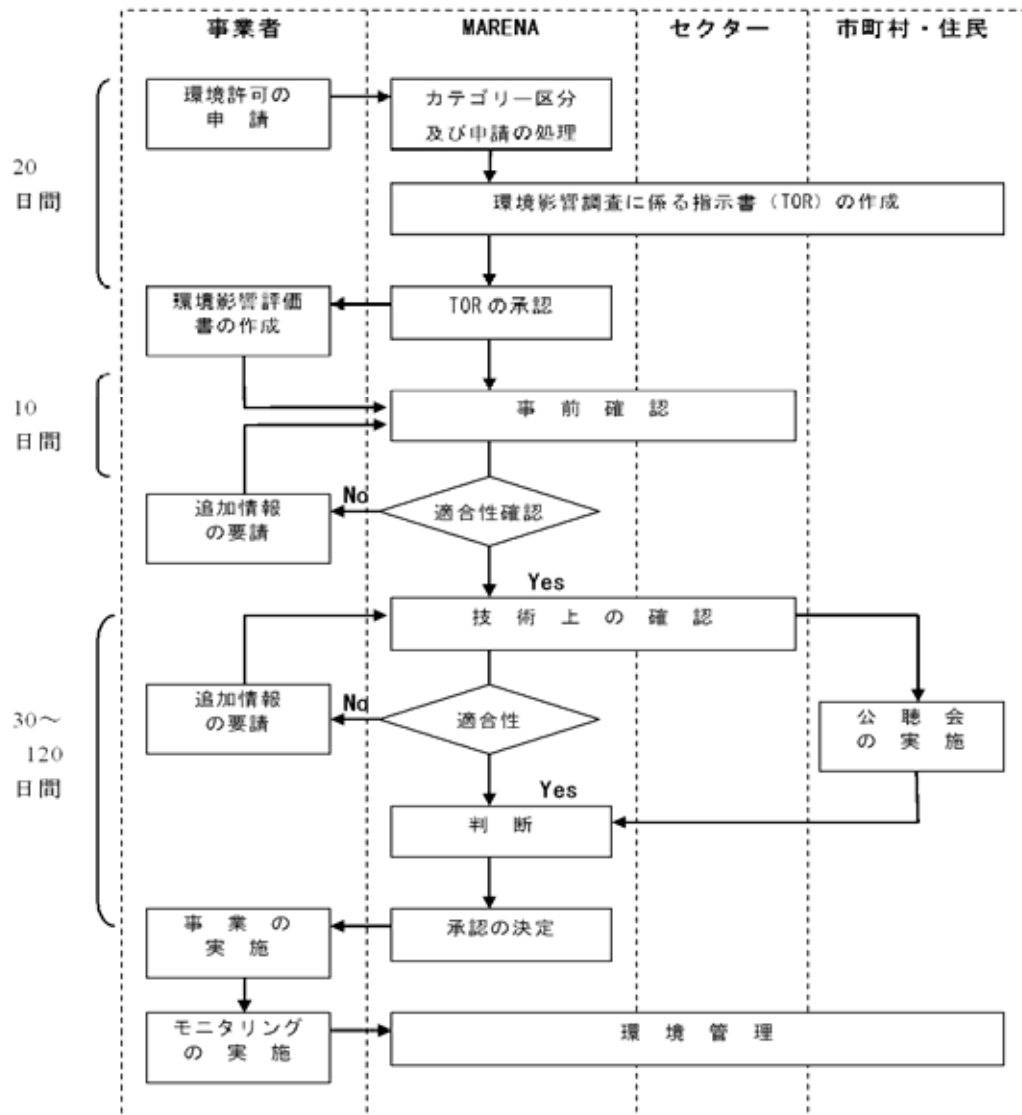 事業者
MARENA
セクター
市町村・住民
環境許可の
申請
カテゴリー区分
及び申請の処理
20
日間
環境影響調査に係る指示書(TOR)の作成
環境影響評価
書の作成
TORの承認
10
日間
事前確認
追加情報
の要請
No
適合性確認
Yes
技術上の確認
追加情報
の要請
No
適合性
公聴会
の実施
30～
120
日間
Yes
判断
事業の
実施
承認の決定
モニタリング
の実施
環境管理